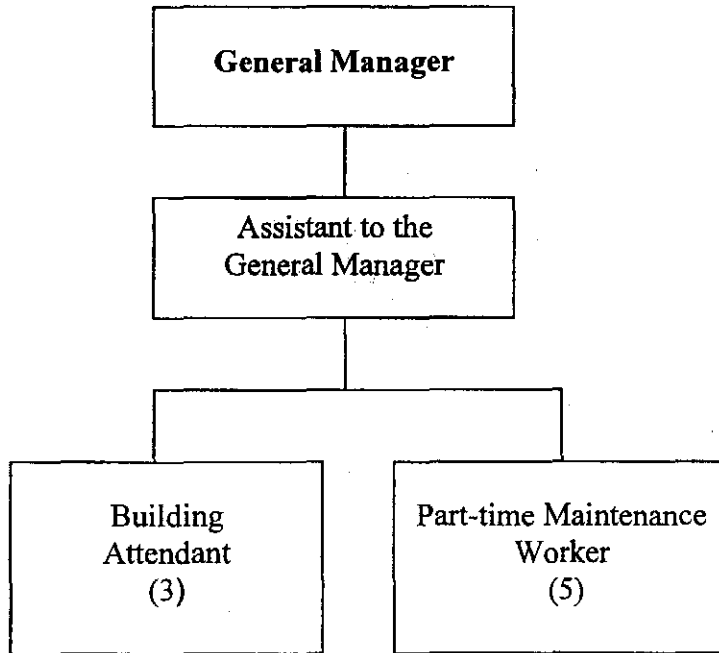 General Manager
Assistant to the
General Manager
Building
Attendant
(3)
Part-time Maintenance
Worker
(5)